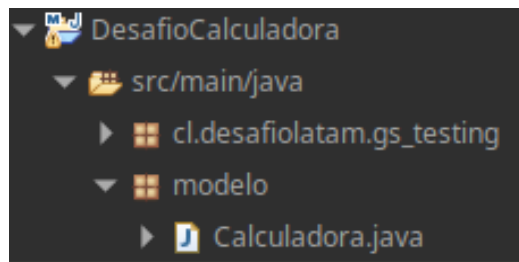 DesafioCalculadora
src/main/java
cl.desafiolatam.gs_testing
modelo
Calculadora.java